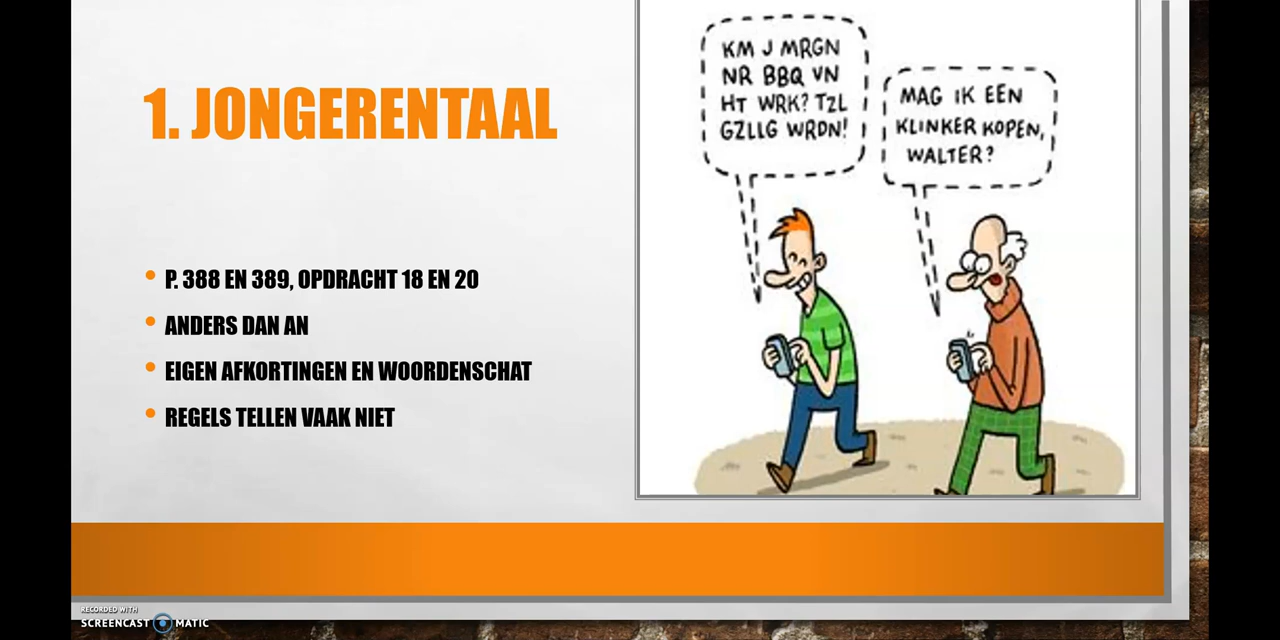 1. JONGERENTAAL
P. 388 EN 389, OPDRACHT 18 EN 20
ANDERS DAN AN
EIGEN AFKORTINGEN EN WOORDENSCHAT
REGELS TELLEN VAAK NIET
KM J MRGN
NR BBQ VN
HT WRK? TZL
GZLLG WRDN!
MAG IK EEN
KLINKER KOPEN,
WALTER?
RECORDED WITH
SCREENCAST MATIC